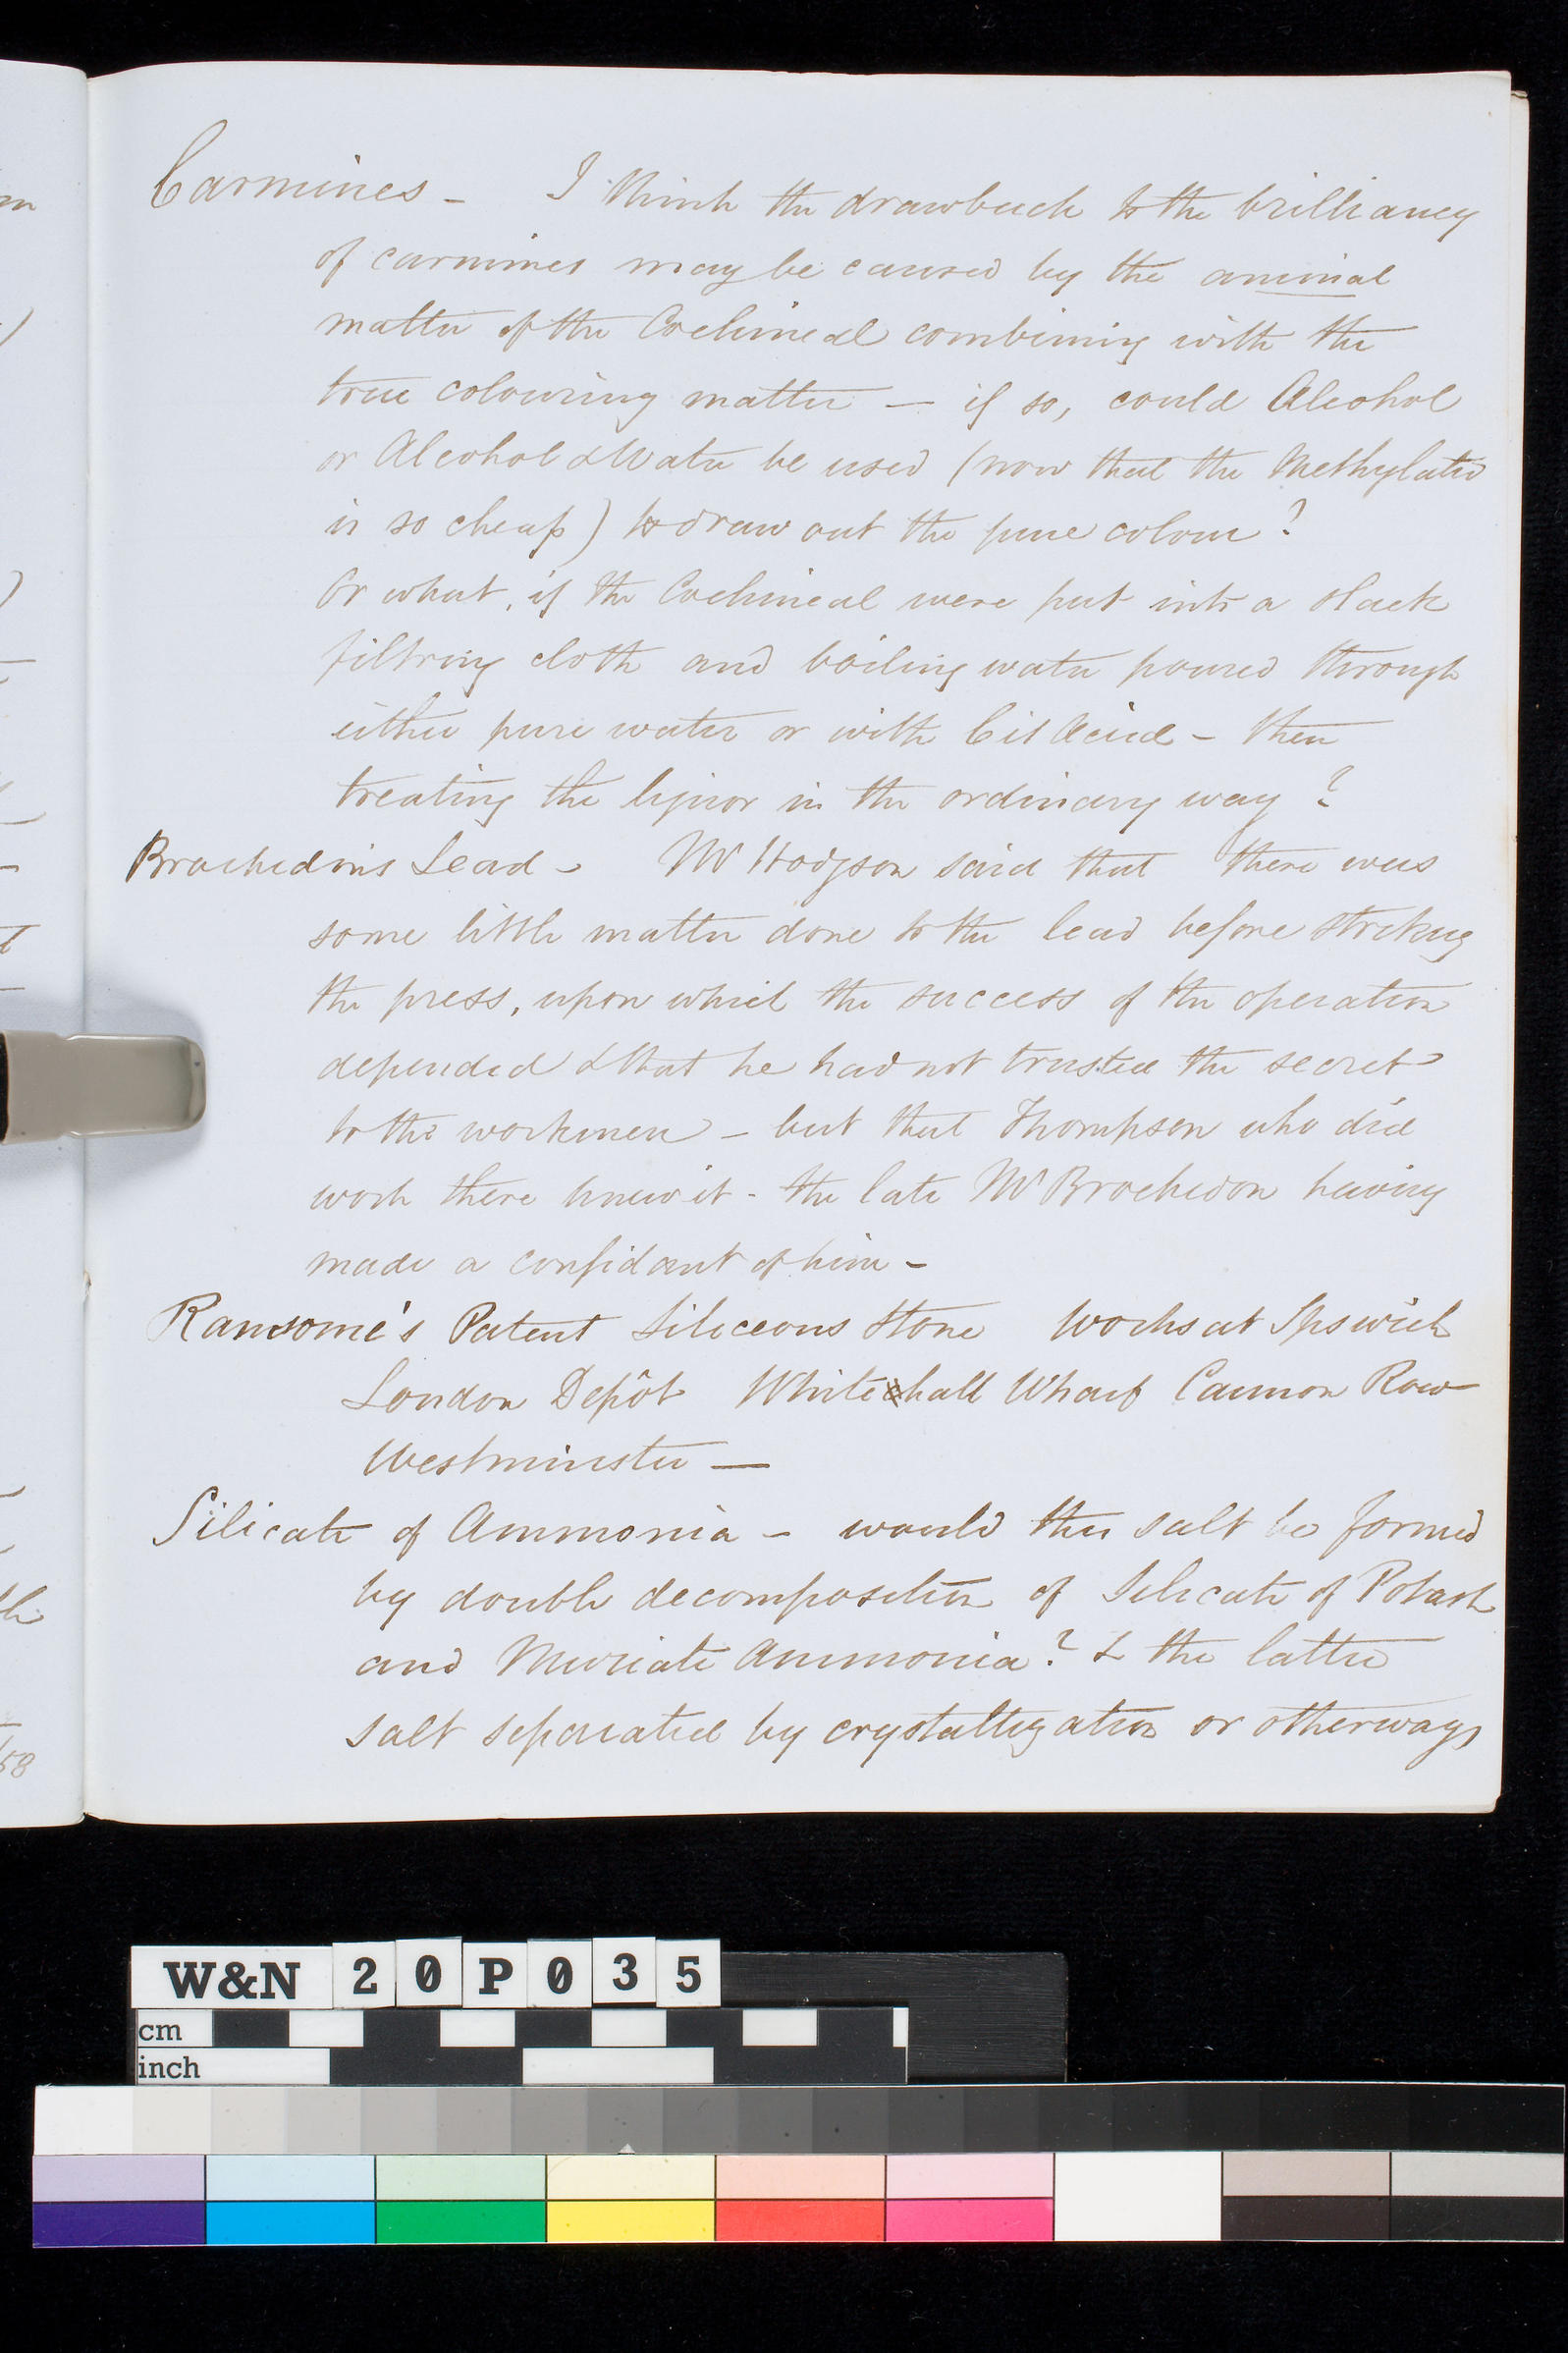 Carmines - I think the drawback to the brilliancy
of carmines may be caused by the animal
matter of the Cochineal combining with the
true colouring matter — if so, could Alcohol
or Alcohol & Water be used (now that the Methylated
is so cheap) to draw out the pure colour?
Or what, if the Cochineal were put into a slack
filtring cloth and boiling water poured through
either pure water or with Cit Acid - then
treating the liquor in the ordinary way?
Brockedon's Lead - Mr Hodgson said that there was
some little matter done to the lead before striking
the press, upon which the success of the operation
depended & that he had not trusted the secret
to the workmen - but that Thompson who did
work there knew it - the late Mr Brockedon having
made a confidant of him -
Ransome's Patent Siliceous Stone Works at Ipswich
London Depôt Whitehall Wharf Cannon Row
Westminster —
Silicate of Ammonia - would this salt be formed
by double decomposition of Silicate of Potash
and Muriate Ammonia? & the latter
salt separated by crystallization or otherways
58
W&N 20P035
cm
inch